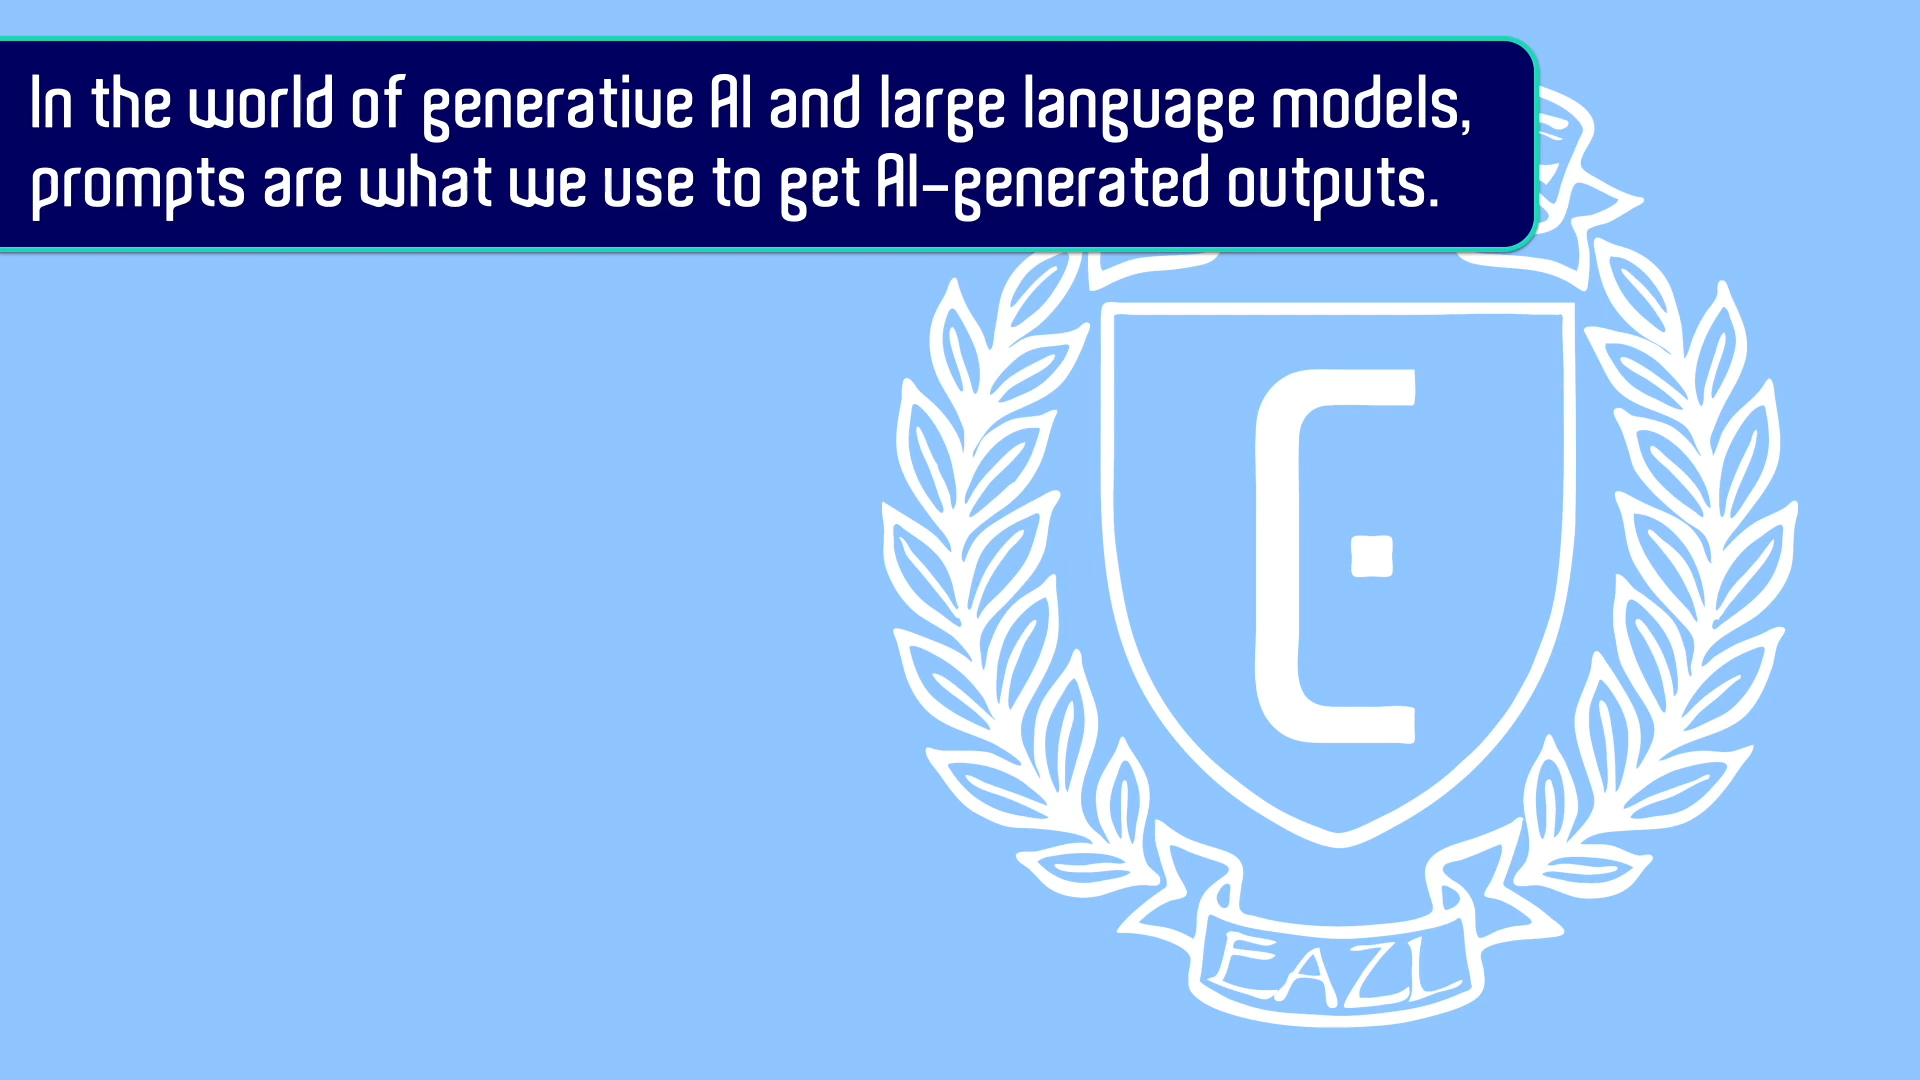 In the world of generative AI and large language models,
prompts are what we use to get AI-generated outputs.
EAZL